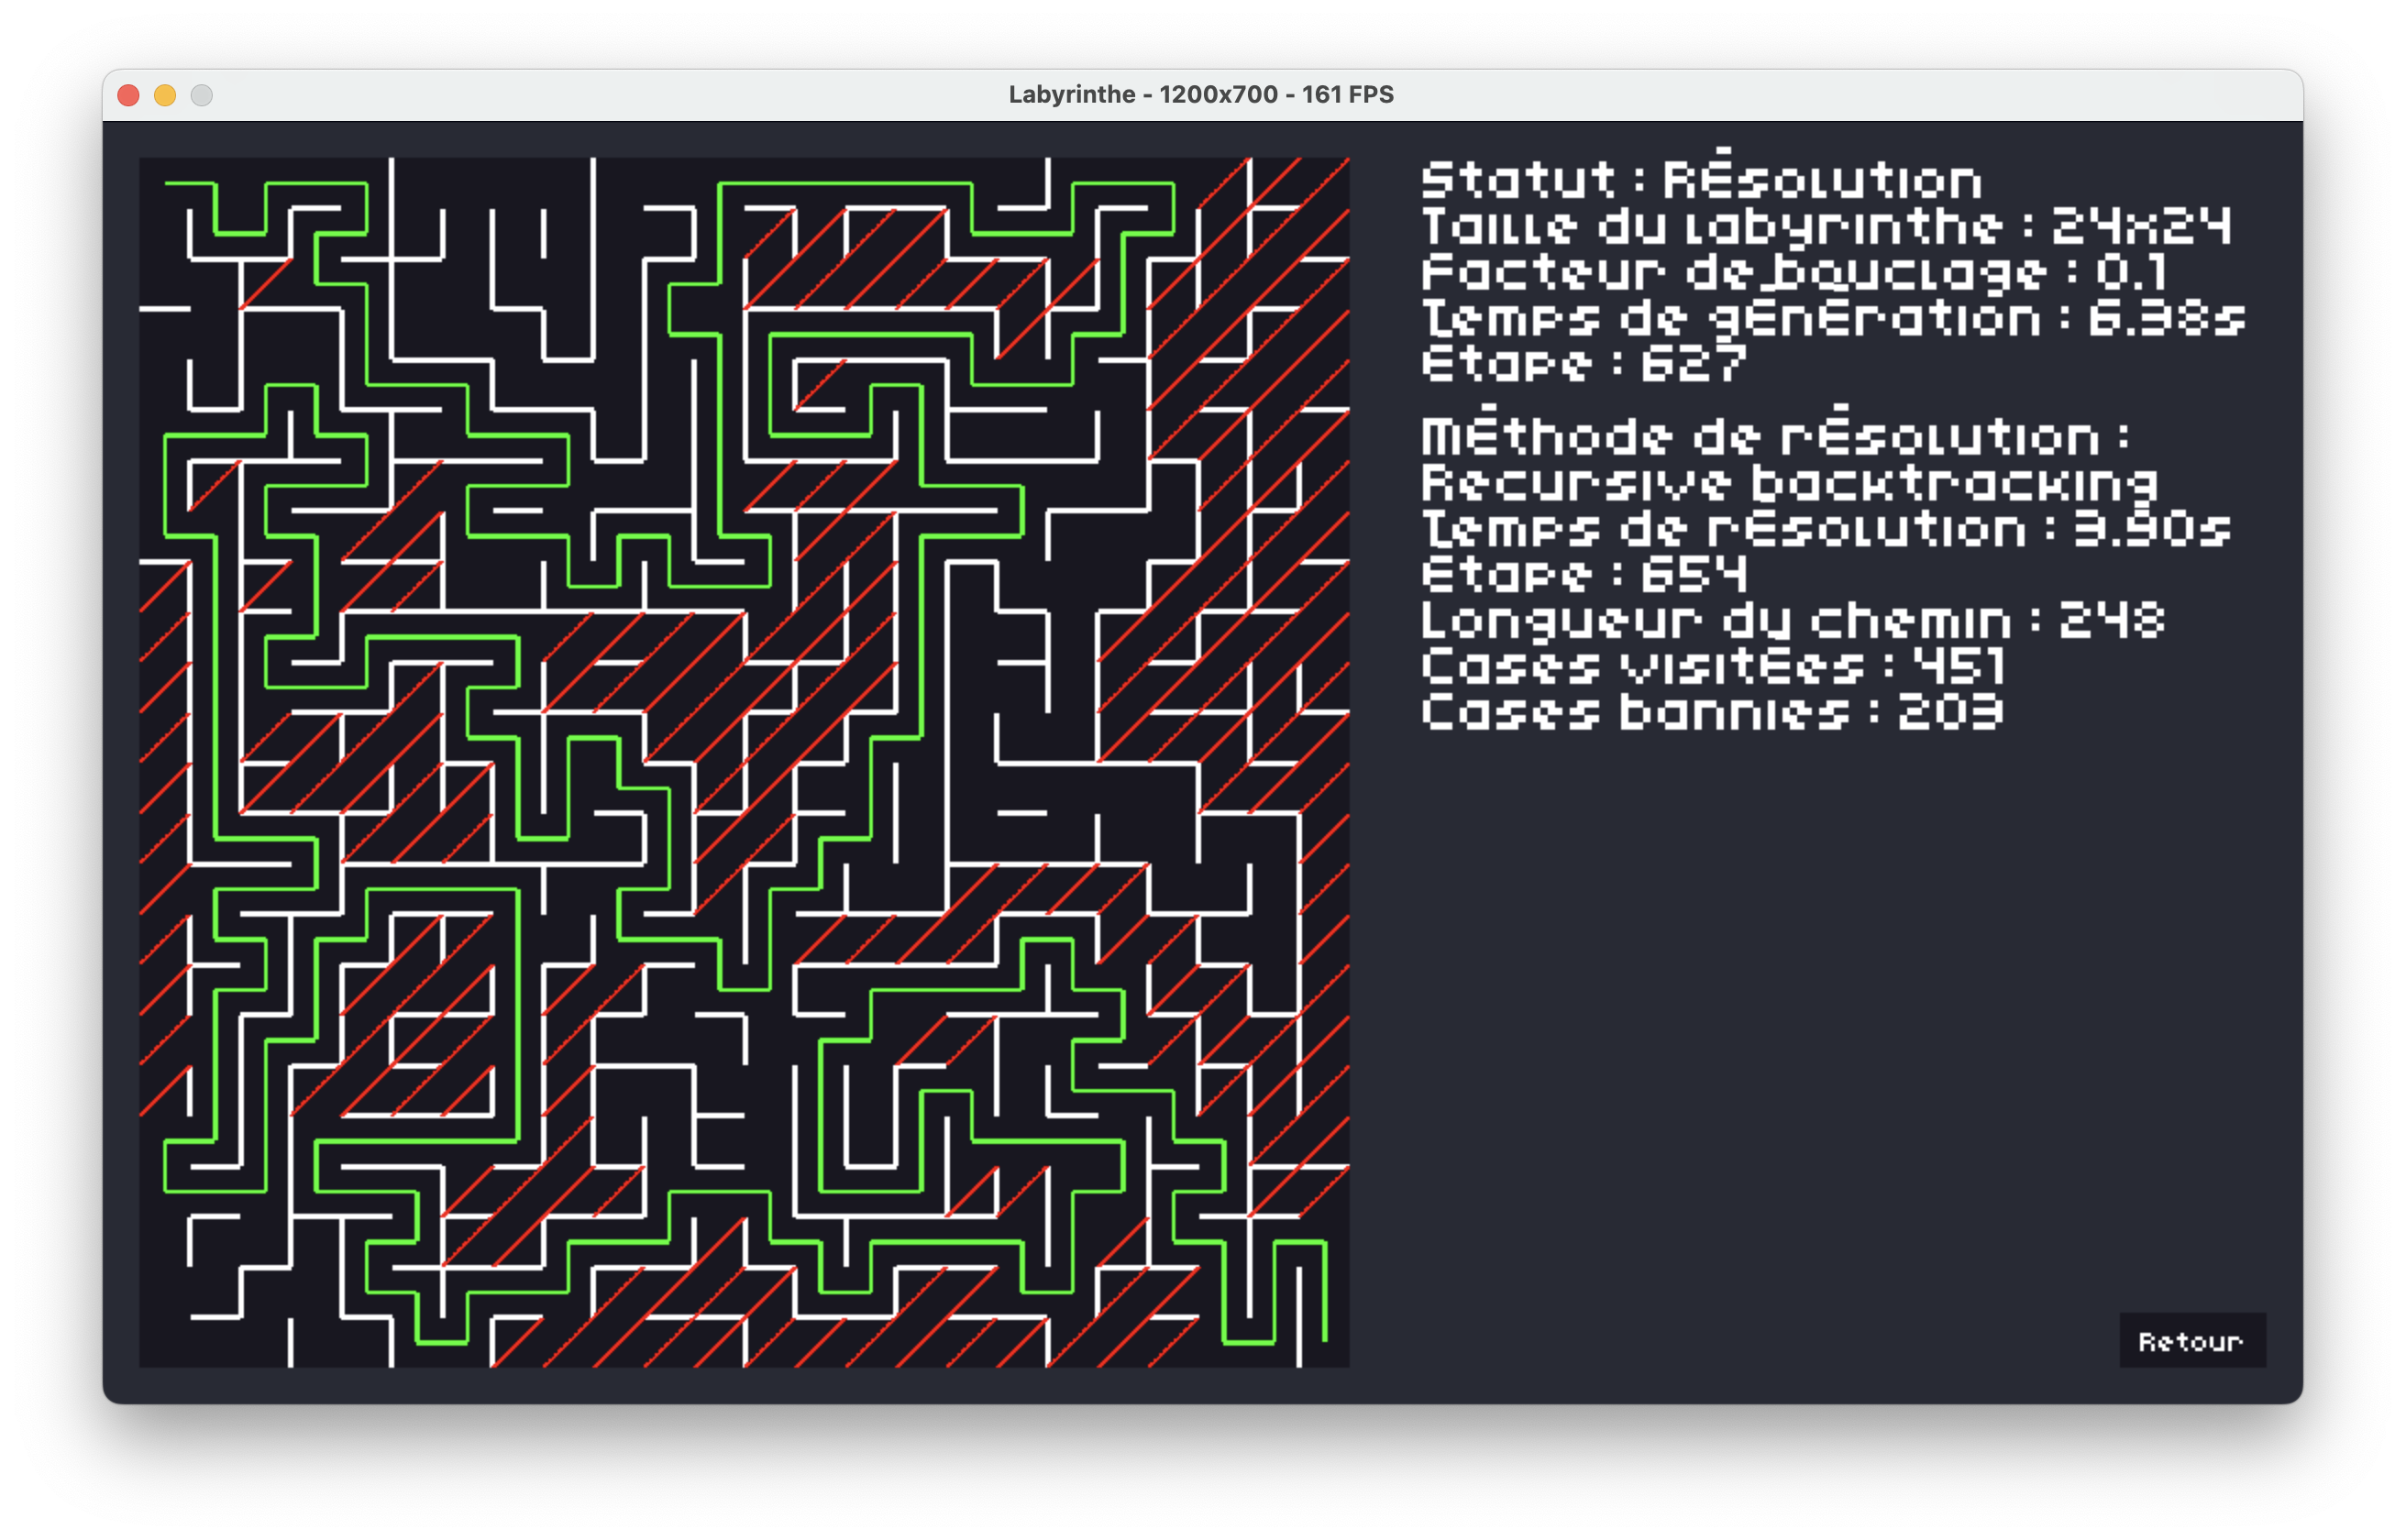 Labyrinthe - 1200x700 - 161 FPS
Statut : Résolution
Taille du labyrinthe : 24x24
Facteur de bouclage : 0.1
Temps de génération : 6.38s
Étape : 627
Méthode de résolution :
Recursive backtracking
Temps de résolution : 3.90s
Étape : 654
Longueur du chemin : 248
Cases visitées : 451
Cases bannies : 203
Retour